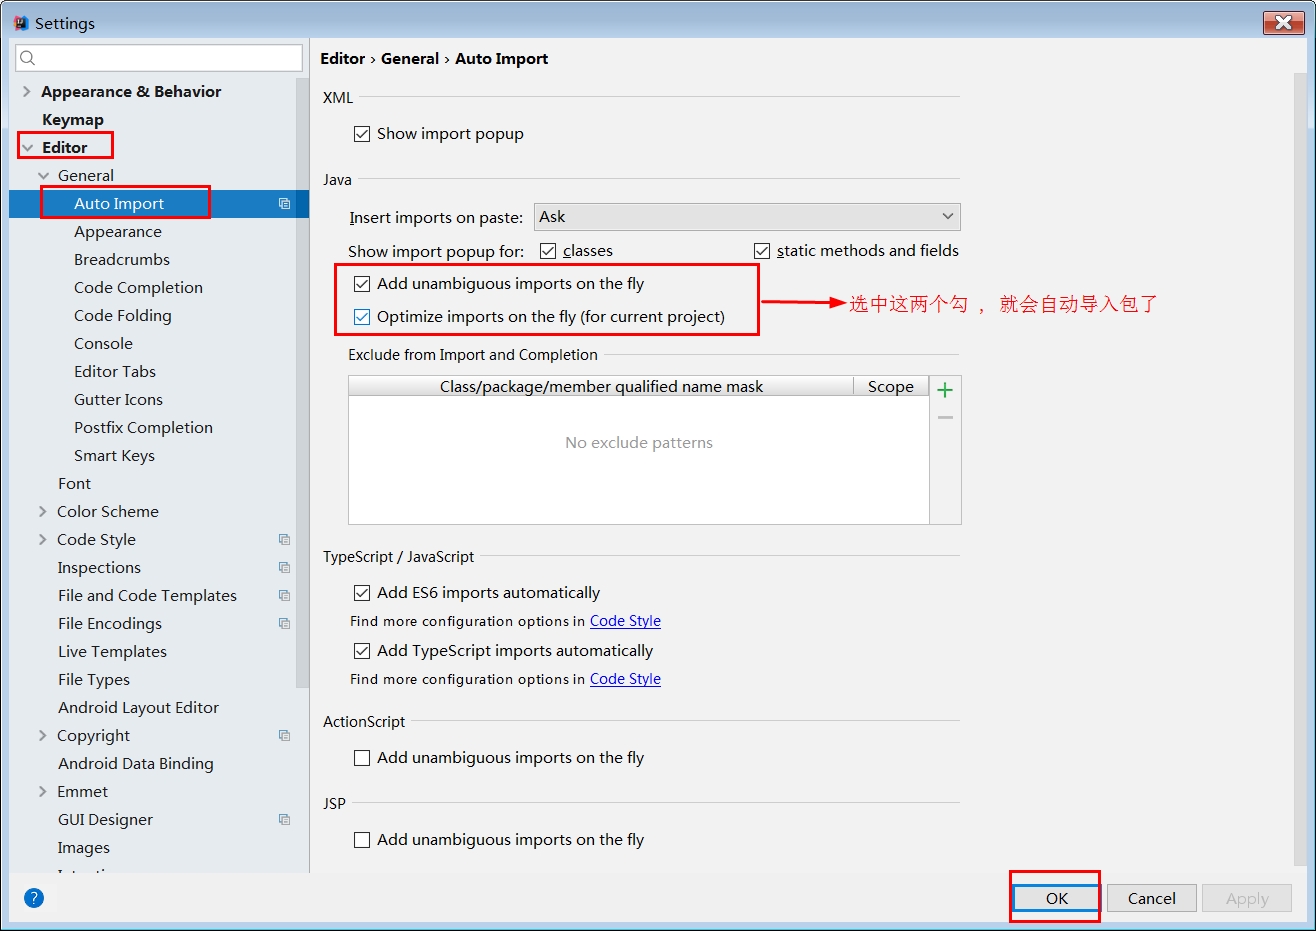 Settings
Editor › General › Auto Import
Appearance & Behavior
Keymap
Editor
General
Auto Import
Appearance
Breadcrumbs
Code Completion
Code Folding
Console
Editor Tabs
Gutter Icons
Postfix Completion
Smart Keys
Font
Color Scheme
Code Style
Inspections
File and Code Templates
File Encodings
Live Templates
File Types
Android Layout Editor
Copyright
Android Data Binding
Emmet
GUI Designer
Images
XML
Show import popup
Java
Insert imports on paste: Ask
Show import popup for: classes static methods and fields
Add unambiguous imports on the fly
Optimize imports on the fly (for current project)
选中这两个勾 ，就会自动导入包了
Exclude from Import and Completion
Class/package/member qualified name mask Scope
No exclude patterns
TypeScript / JavaScript
Add ES6 imports automatically
Find more configuration options in Code Style
Add TypeScript imports automatically
Find more configuration options in Code Style
ActionScript
Add unambiguous imports on the fly
JSP
Add unambiguous imports on the fly
?
OK Cancel Apply